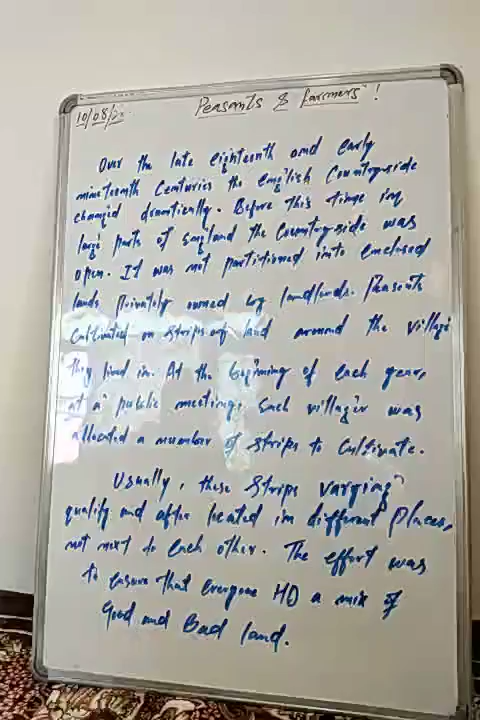 10/08/20
Peasants & farmers !
Over the late eighteenth and early
nineteenth Centuries the english Countryside
changed dramtically. Before this time in
large parts of England the Countryside was
open. It was not partitioned into enclosed
lands Privately owned by landlords. Peasents
Cultivated on strips of land around the village
they lived in. At the beginning of each year,
at a public meeting, Each villager was
allocated a number of strips to Cultivate.
Usually, these Strips varying
quality and often located in different Places,
not next to Each other. The effort was
to ensure that Everyone HD a mix of
Good and Bad land.